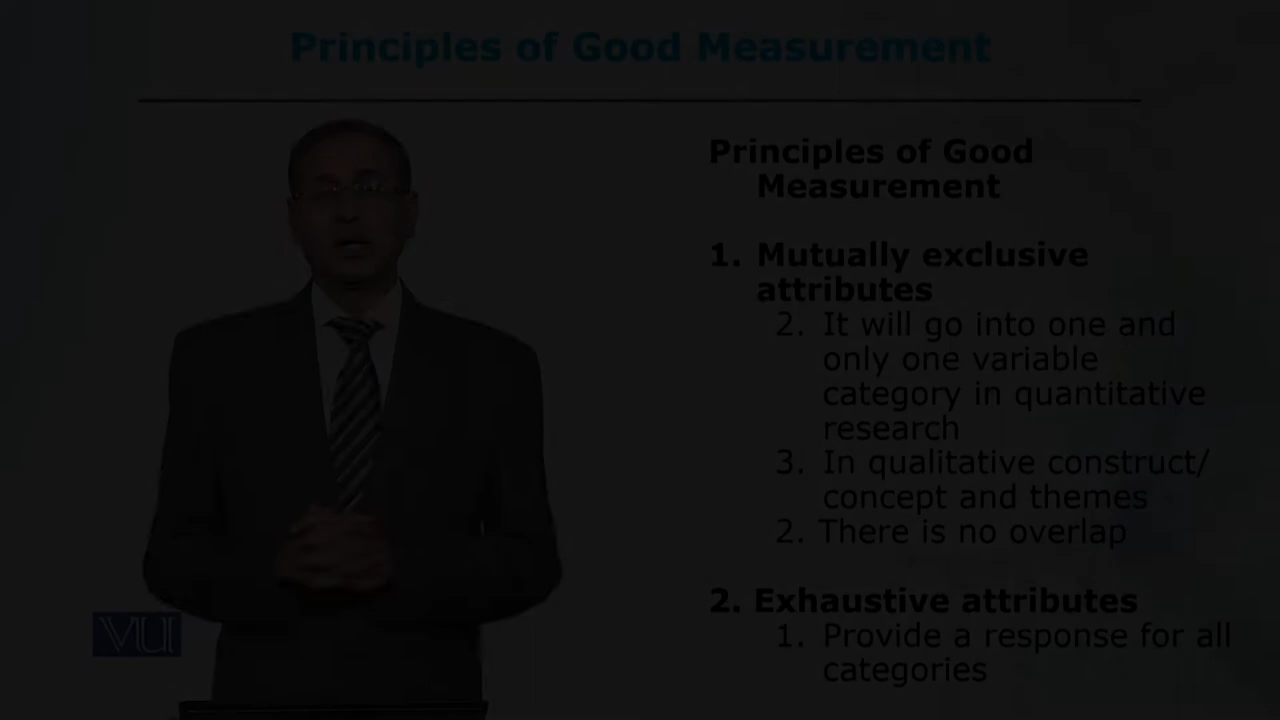 Principles of Good Measurement
Principles of Good
Measurement
1. Mutually exclusive
attributes
2. It will go into one and
only one variable
category in quantitative
research
3. In qualitative construct/
concept and themes
2. There is no overlap
2. Exhaustive attributes
1. Provide a response for all
categories
VU